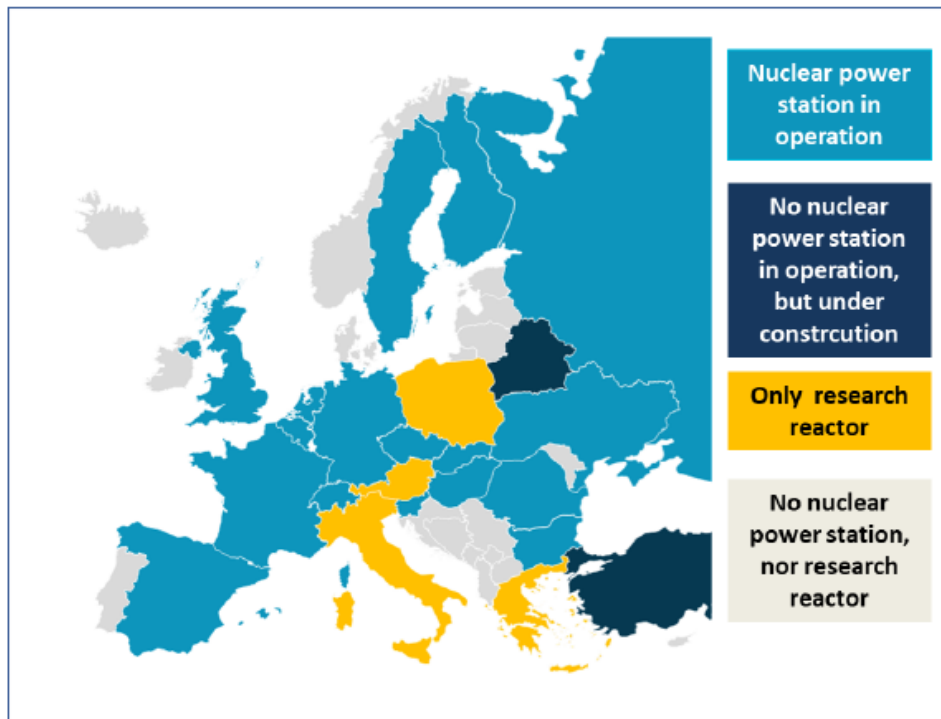 Nuclear power
station in
operation
No nuclear
power station
in operation,
but under
constrcution
Only research
reactor
No nuclear
power station,
nor research
reactor